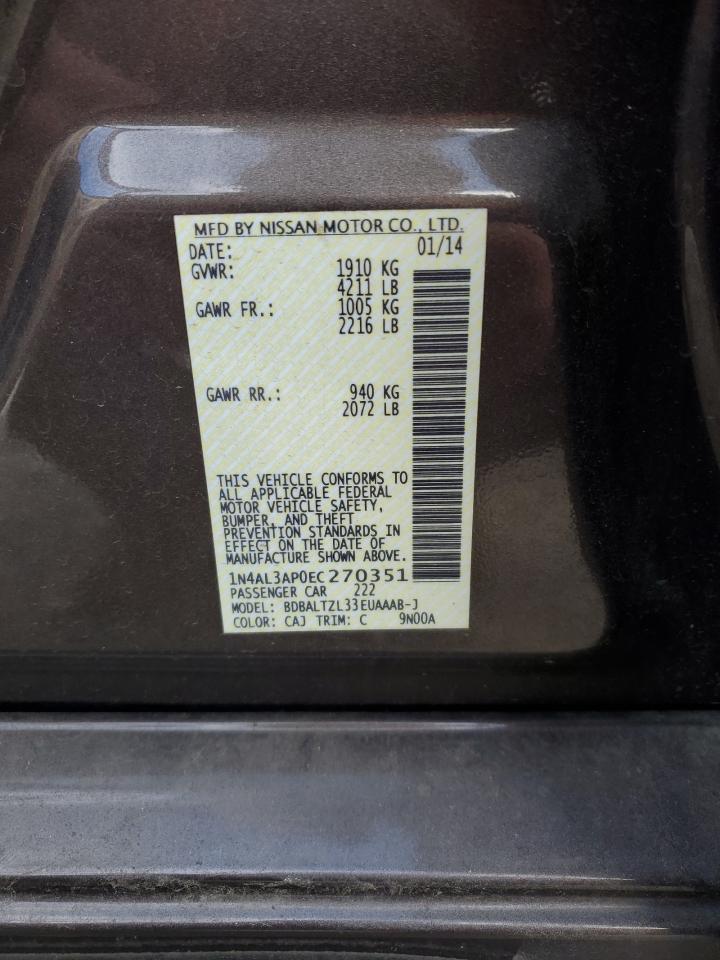 MFD BY NISSAN MOTOR CO., LTD.
DATE: 01/14
GVWR: 1910 KG
4211 LB
GAWR FR.: 1005 KG
2216 LB
GAWR RR.: 940 KG
2072 LB
THIS VEHICLE CONFORMS TO
ALL APPLICABLE FEDERAL
MOTOR VEHICLE SAFETY,
BUMPER, AND THEFT
PREVENTION STANDARDS IN
EFFECT ON THE DATE OF
MANUFACTURE SHOWN ABOVE.
1N4AL3AP0EC270351
PASSENGER CAR 222
MODEL: BDBALTZL33EUAAAB-J
COLOR: CAJ TRIM: C 9N00A